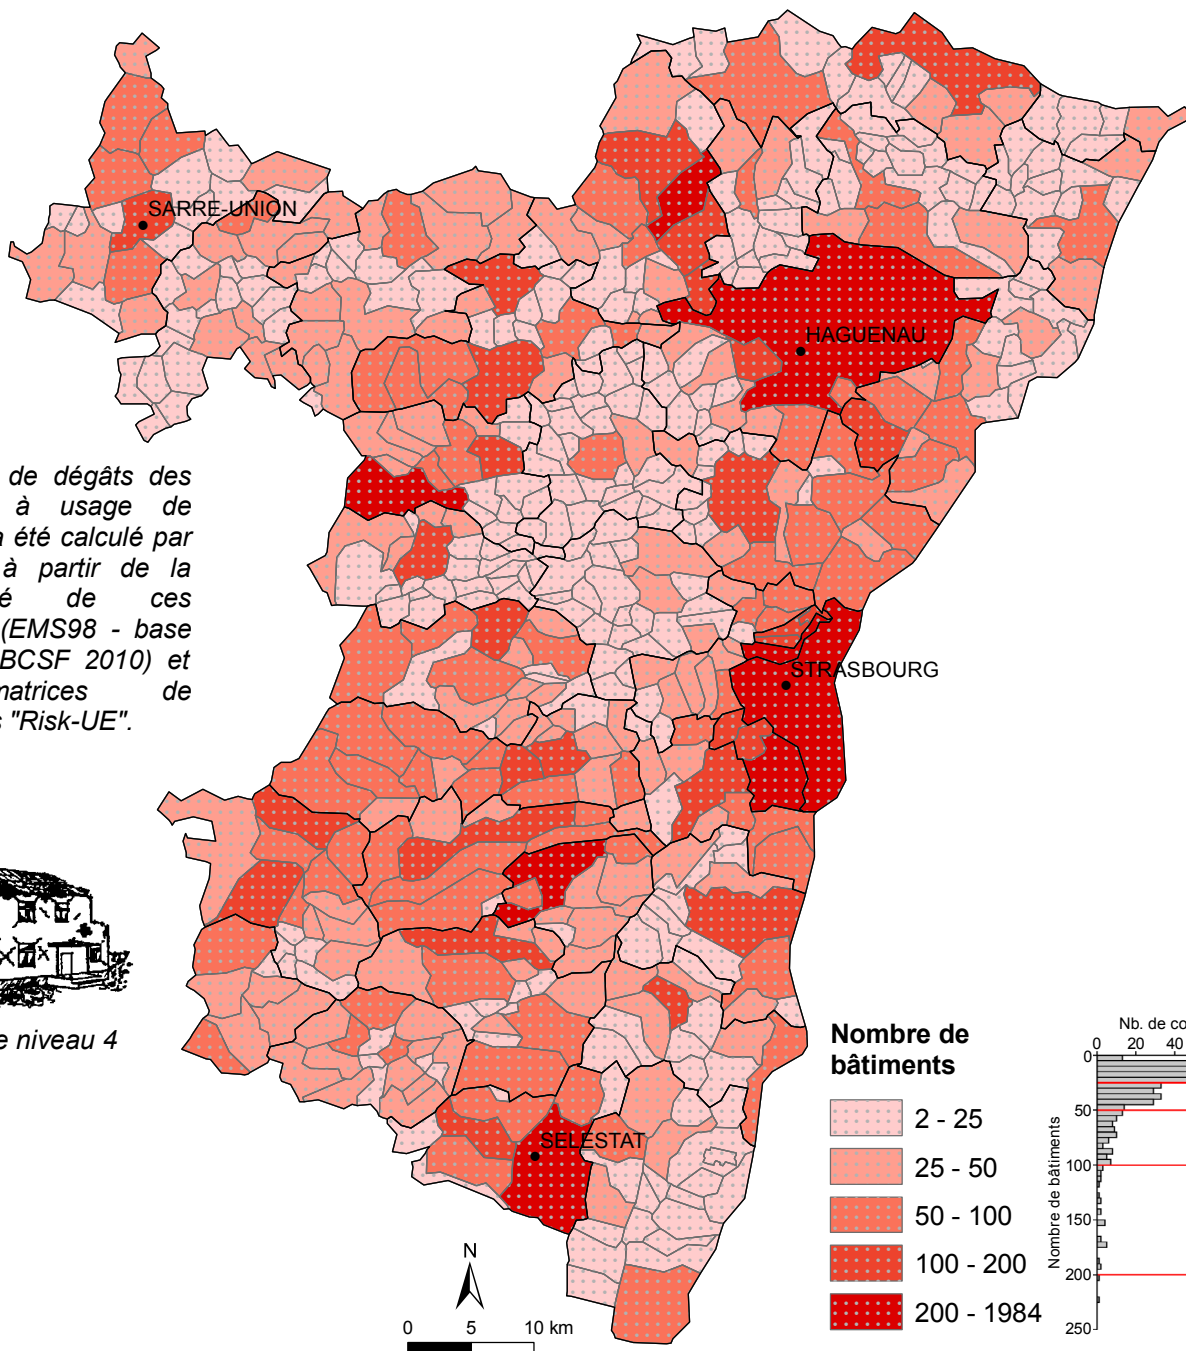 SARRE-UNION
HAGUENAU
de dégâts des
à usage de
a été calculé par
à partir de la
de ces
(EMS98 - base
BCSF 2010) et
de
"Risk-UE".
STRASBOURG
niveau 4
SELESTAT
N
0 5 10 km
Nombre de
bâtiments
2 - 25
25 - 50
50 - 100
100 - 200
200 - 1984
Nb. de co
0 20 40
Nombre de bâtiments
0
50
100
150
200
250